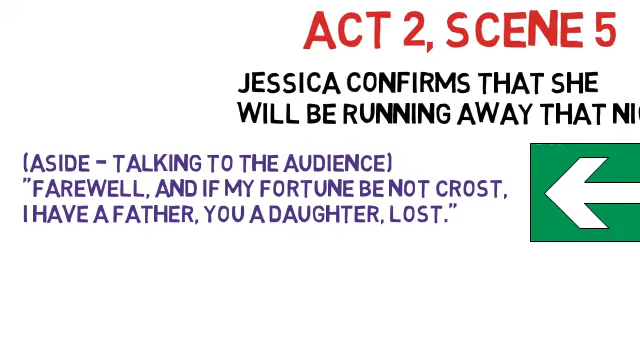 ACT 2, SCENE 5
JESSICA CONFIRMS THAT SHE
WILL BE RUNNING AWAY THAT
(ASIDE - TALKING TO THE AUDIENCE)
"FAREWELL, AND IF MY FORTUNE BE NOT CROST,
I HAVE A FATHER, YOU A DAUGHTER, LOST."